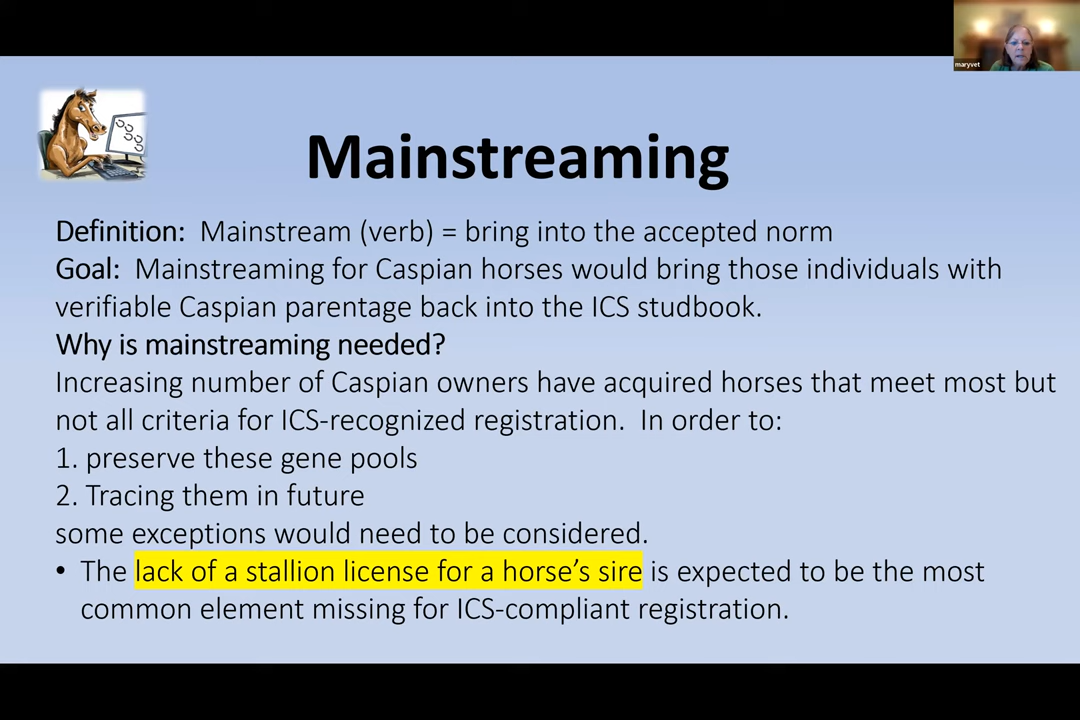 maryvet
Mainstreaming
Definition: Mainstream (verb) = bring into the accepted norm
Goal: Mainstreaming for Caspian horses would bring those individuals with
verifiable Caspian parentage back into the ICS studbook.
Why is mainstreaming needed?
Increasing number of Caspian owners have acquired horses that meet most but
not all criteria for ICS-recognized registration. In order to:
1. preserve these gene pools
2. Tracing them in future
some exceptions would need to be considered.
• The lack of a stallion license for a horse’s sire is expected to be the most
common element missing for ICS-compliant registration.